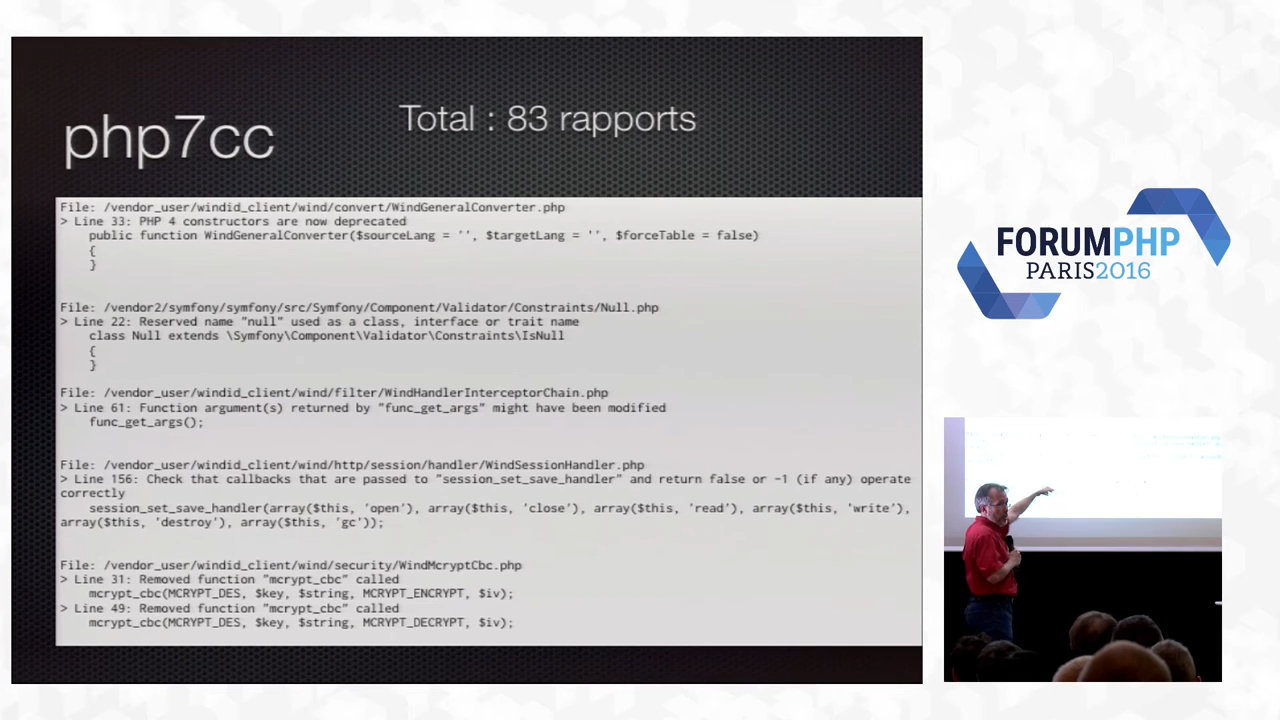 php7cc
Total : 83 rapports
File: /vendor_user/windid_client/wind/convert/WindGeneralConverter.php
> Line 33: PHP 4 constructors are now deprecated
public function WindGeneralConverter($sourceLang = '', $targetLang = '', $forceTable = false)
{
}
File: /vendor2/symfony/symfony/src/Symfony/Component/Validator/Constraints/Null.php
> Line 22: Reserved name "null" used as a class, interface or trait name
class Null extends \Symfony\Component\Validator\Constraints\IsNull
{
}
File: /vendor_user/windid_client/wind/filter/WindHandlerInterceptorChain.php
> Line 61: Function argument(s) returned by "func_get_args" might have been modified
func_get_args();
File: /vendor_user/windid_client/wind/http/session/handler/WindSessionHandler.php
> Line 156: Check that callbacks that are passed to "session_set_save_handler" and return false or -1 (if any) operate
correctly
session_set_save_handler(array($this, 'open'), array($this, 'close'), array($this, 'read'), array($this, 'write'),
array($this, 'destroy'), array($this, 'gc'));
File: /vendor_user/windid_client/wind/security/WindMcryptCbc.php
> Line 31: Removed function "mcrypt_cbc" called
mcrypt_cbc(MCRYPT_DES, $key, $string, MCRYPT_ENCRYPT, $iv);
> Line 49: Removed function "mcrypt_cbc" called
mcrypt_cbc(MCRYPT_DES, $key, $string, MCRYPT_DECRYPT, $iv);
FORUMPHP
PARIS2016